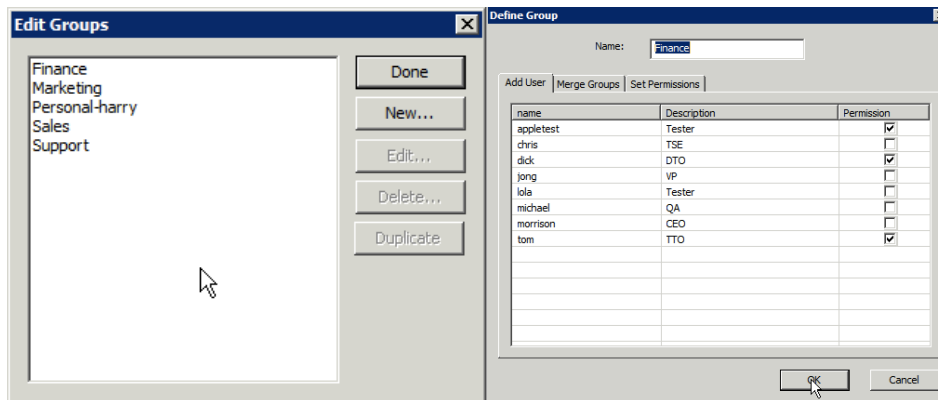 Edit Groups
Finance
Marketing
Personal-harry
Sales
Support
Done
New...
Edit...
Delete...
Duplicate
Define Group
Name: Finance
Add User Merge Groups Set Permissions
name Description Permission
appletest Tester
chris TSE
dick DTO
jong VP
lola Tester
michael QA
morrison CEO
tom TTO
OK Cancel